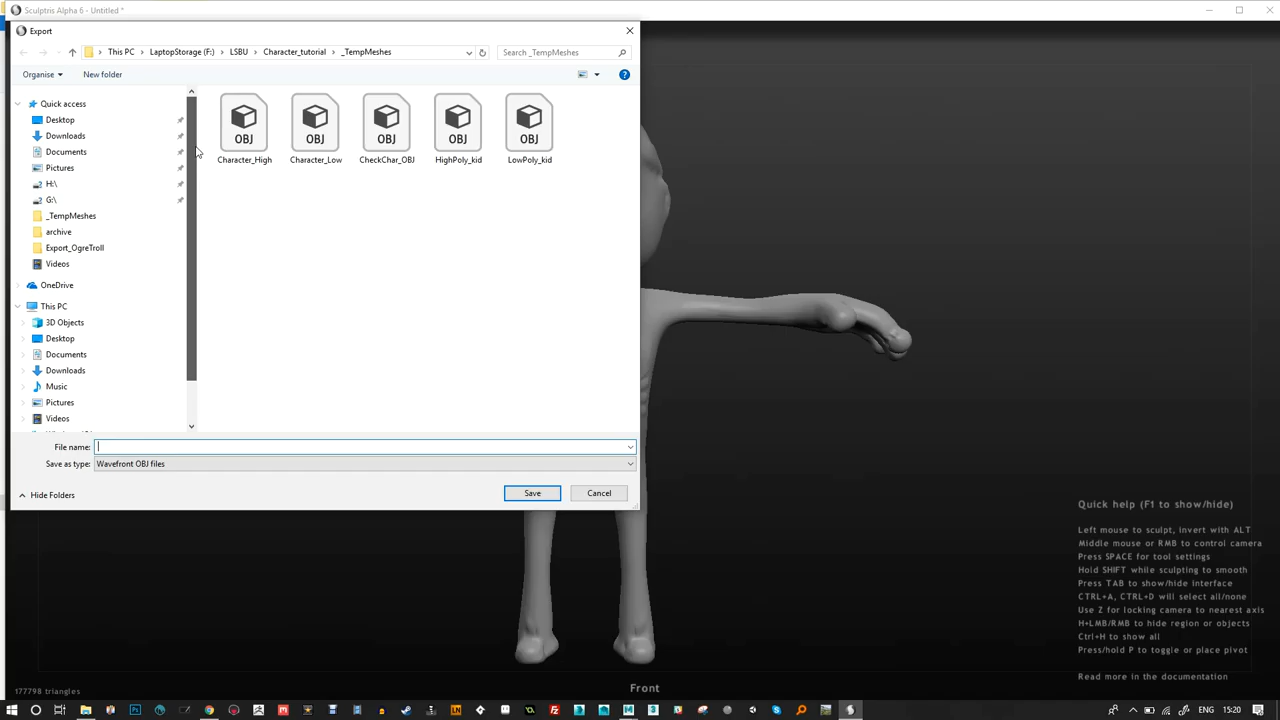 Sculptris Alpha 6 - Untitled *
Export
This PC > LaptopStorage (F:) > LSBU > Character_tutorial > _TempMeshes
Search _TempMeshes
Organise
New folder
Quick access
Desktop
Downloads
Documents
Pictures
H:\
G:\
_TempMeshes
archive
Export_OgreTroll
Videos
OneDrive
This PC
3D Objects
Desktop
Documents
Downloads
Music
Pictures
Videos
OBJ
OBJ
OBJ
OBJ
OBJ
Character_High
Character_Low
CheckChar_OBJ
HighPoly_kid
LowPoly_kid
File name:
Save as type: Wavefront OBJ files
Hide Folders
Save
Cancel
Quick help (F1 to show/hide)
Left mouse to sculpt, invert with ALT
Middle mouse or RMB to control camera
Press SPACE for tool settings
Hold SHIFT while sculpting to smooth
Press TAB to show/hide interface
CTRL+A, CTRL+D will select all/none
Use Z for locking camera to nearest axis
H+LMB/RMB to hide region or objects
Ctrl+H to show all
Press/hold P to toggle or place pivot
Read more in the documentation
177798 triangles
Front
ENG
15:20